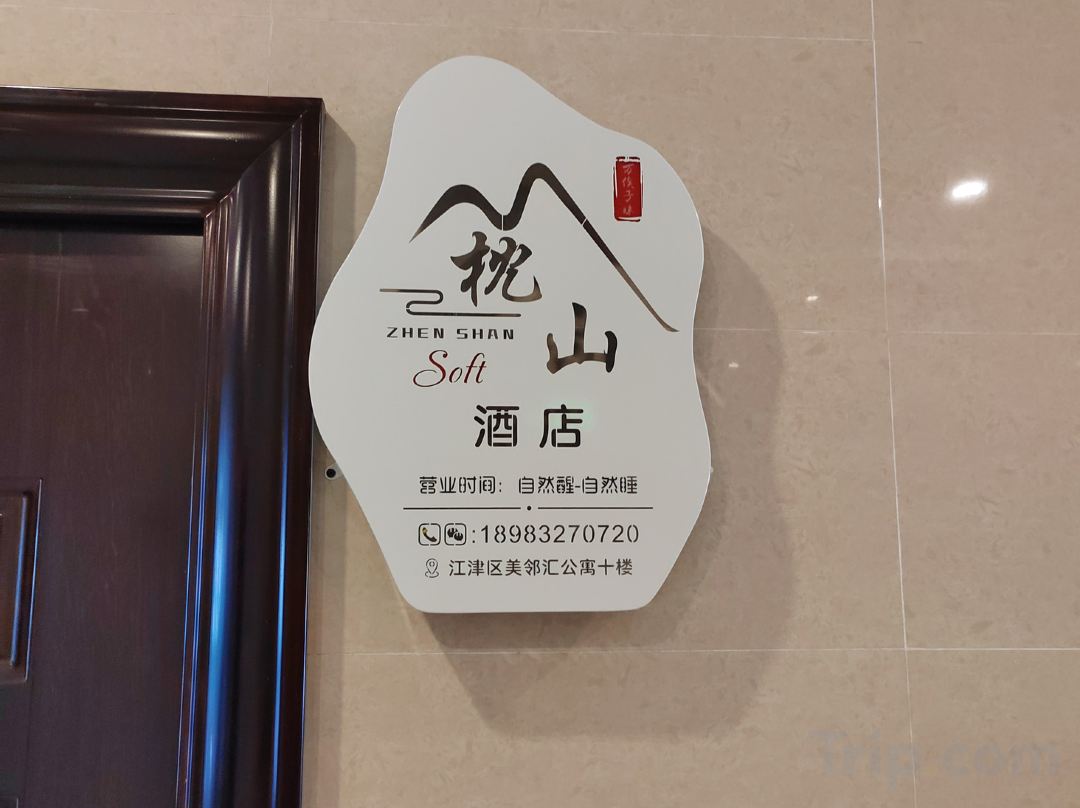 枕
山
ZHEN SHAN
Soft
酒店
营业时间：自然醒-自然睡
:18983270720
江津区美邻汇公寓十楼
Trip.com